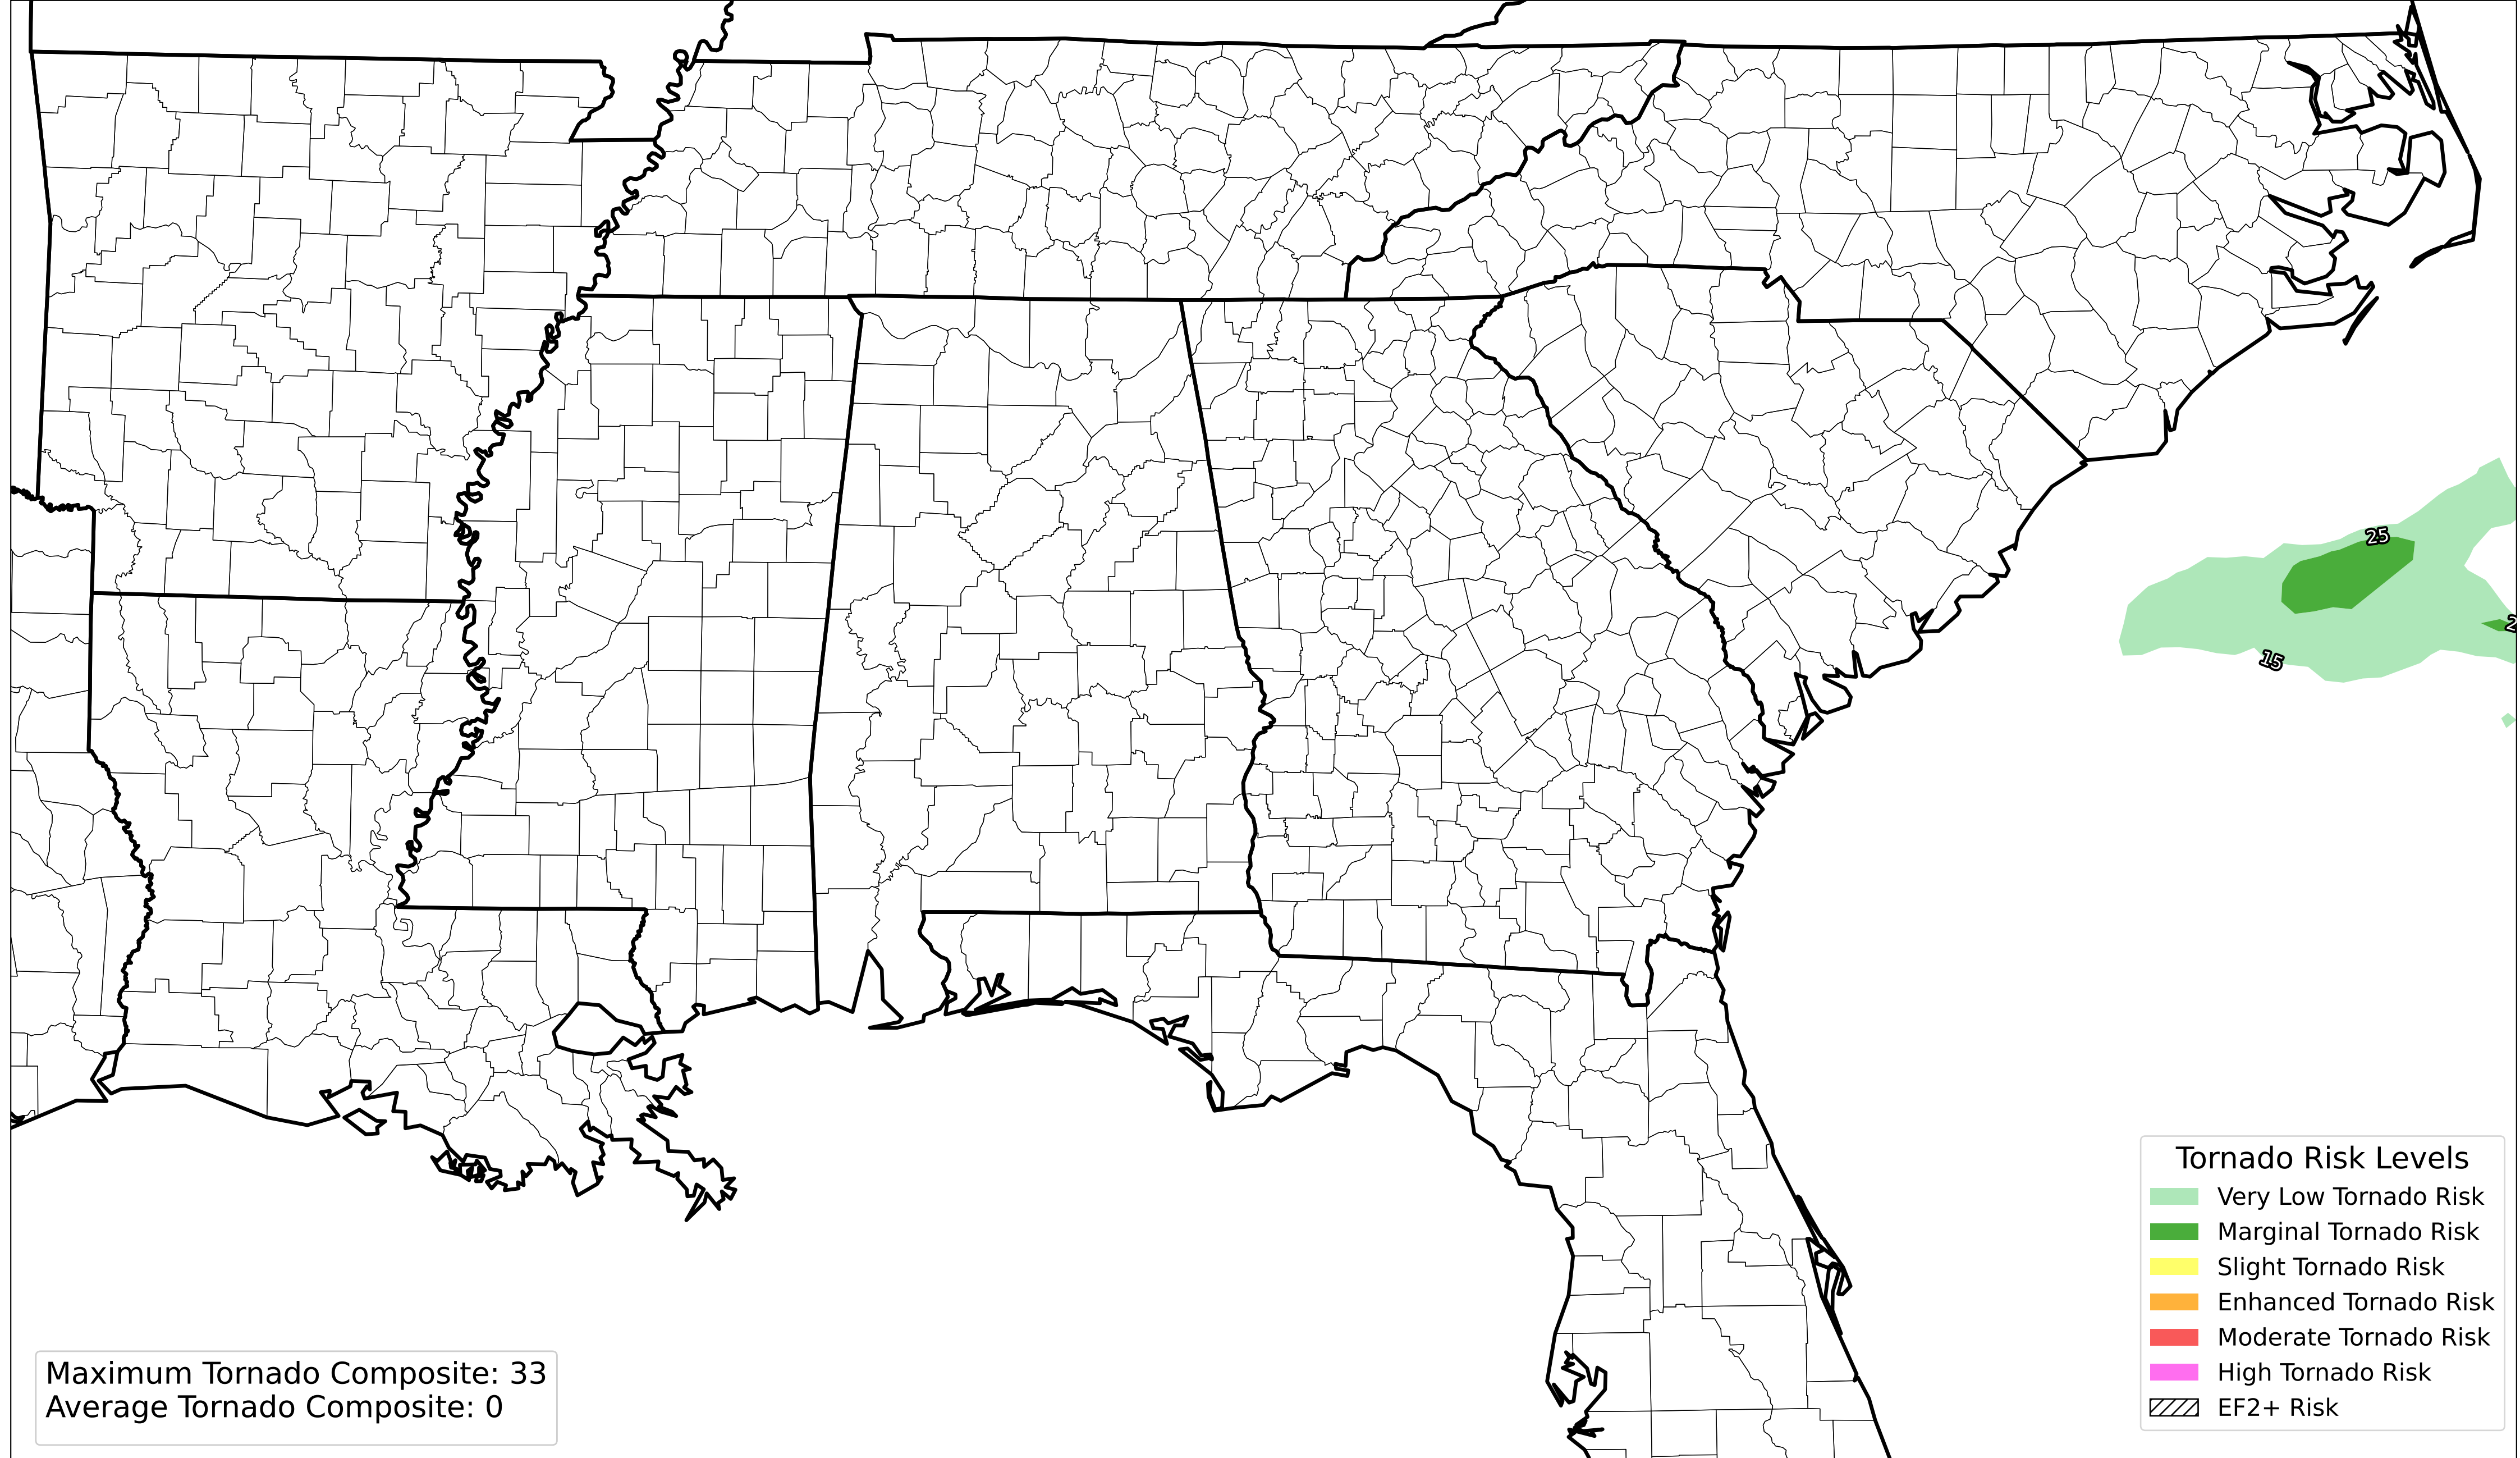 25
15
Tornado Risk Levels
Very Low Tornado Risk
Marginal Tornado Risk
Slight Tornado Risk
Enhanced Tornado Risk
Moderate Tornado Risk
High Tornado Risk
EF2+ Risk
Maximum Tornado Composite: 33
Average Tornado Composite: 0